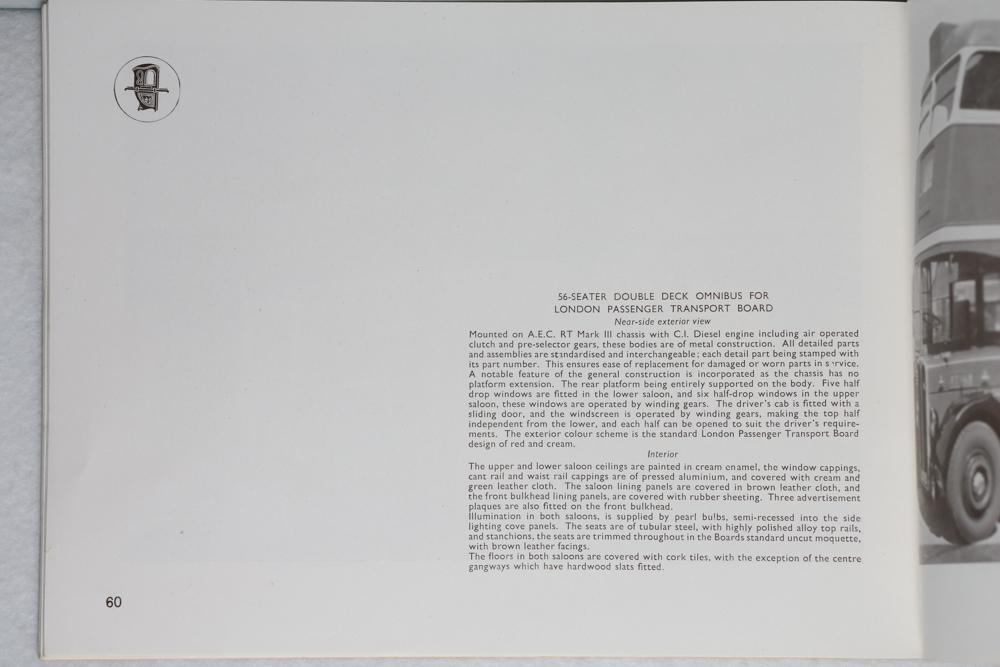 56-SEATER DOUBLE DECK OMNIBUS FOR
LONDON PASSENGER TRANSPORT BOARD
Near-side exterior view
Mounted on A.E.C. RT Mark III chassis with C.I. Diesel engine including air operated
clutch and pre-selector gears, these bodies are of metal construction. All detailed parts
and assemblies are standardised and interchangeable; each detail part being stamped with
its part number. This ensures ease of replacement for damaged or worn parts in service.
A notable feature of the general construction is incorporated as the chassis has no
platform extension. The rear platform being entirely supported on the body. Five half
drop windows are fitted in the lower saloon, and six half-drop windows in the upper
saloon, these windows are operated by winding gears. The driver's cab is fitted with a
sliding door, and the windscreen is operated by winding gears, making the top half
independent from the lower, and each half can be opened to suit the driver's require-
ments. The exterior colour scheme is the standard London Passenger Transport Board
design of red and cream.
Interior
The upper and lower saloon ceilings are painted in cream enamel, the window cappings,
cant rail and waist rail cappings are of pressed aluminium, and covered with cream and
green leather cloth. The saloon lining panels are covered in brown leather cloth, and
the front bulkhead lining panels, are covered with rubber sheeting. Three advertisement
plaques are also fitted on the front bulkhead.
Illumination in both saloons, is supplied by pearl bulbs, semi-recessed into the side
lighting cove panels. The seats are of tubular steel, with highly polished alloy top rails,
and stanchions, the seats are trimmed throughout in the Boards standard uncut moquette,
with brown leather facings.
The floors in both saloons are covered with cork tiles, with the exception of the centre
gangways which have hardwood slats fitted.
60